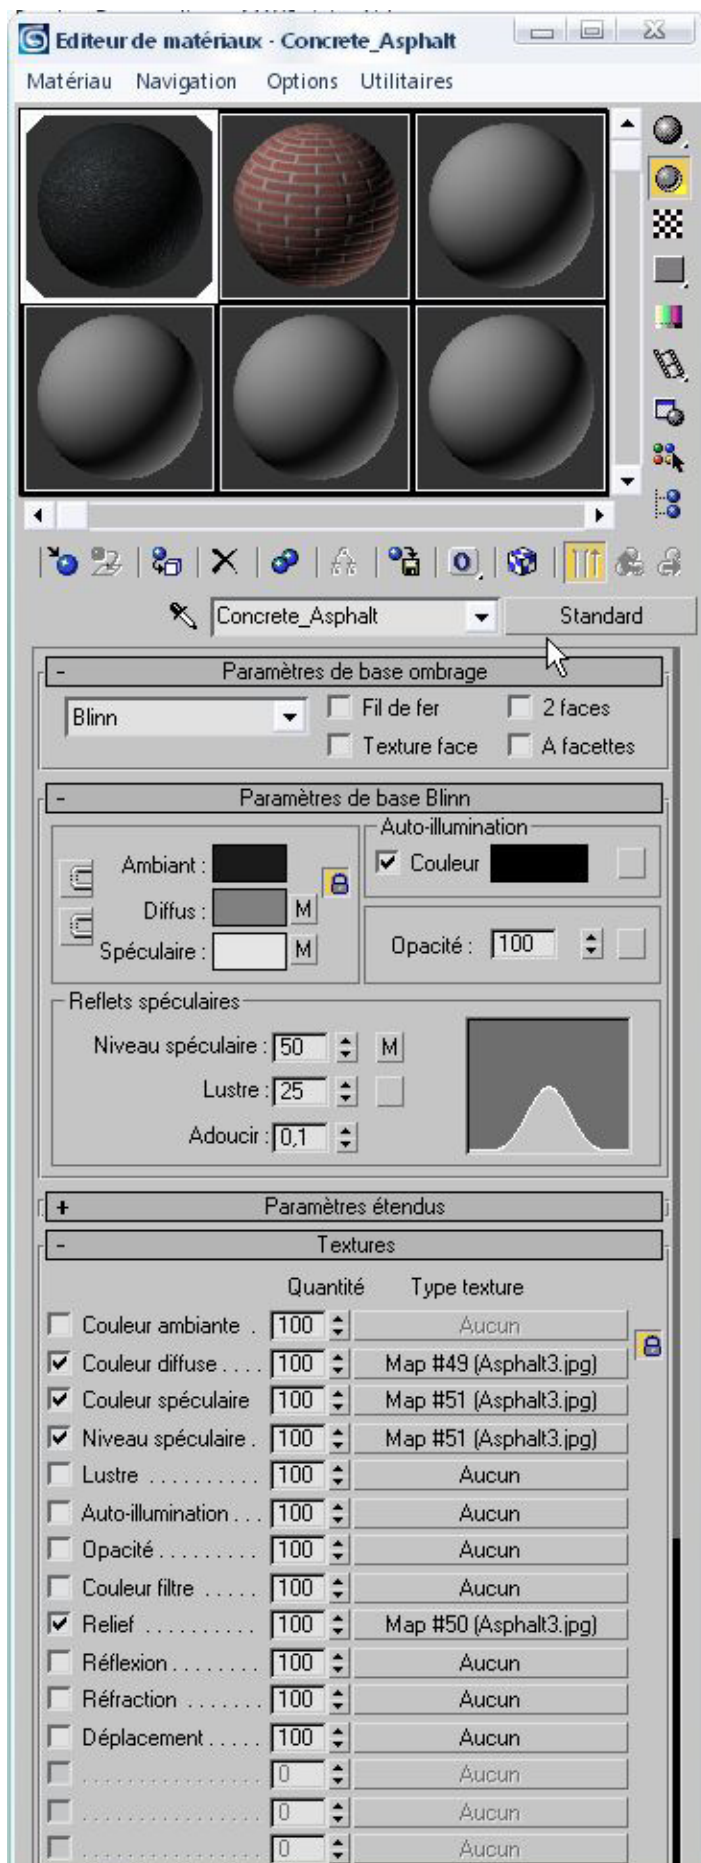 Editeur de matériaux - Concrete_Asphalt
Matériau Navigation Options Utilitaires
Concrete_Asphalt Standard
- Paramètres de base ombrage
Blinn Fil de fer 2 faces
Texture face A facettes
- Paramètres de base Blinn
Auto-illumination
Ambiant : Couleur
Diffus : M
Spéculaire : M Opacité : 100
Reflets spéculaires
Niveau spéculaire : 50 M
Lustre : 25
Adoucir : 0,1
+ Paramètres étendus
- Textures
Quantité Type texture
Couleur ambiante . 100 Aucun
Couleur diffuse . . . . 100 Map #49 (Asphalt3.jpg)
Couleur spéculaire 100 Map #51 (Asphalt3.jpg)
Niveau spéculaire . 100 Map #51 (Asphalt3.jpg)
Lustre . . . . . . . . . . 100 Aucun
Auto-illumination . . . 100 Aucun
Opacité . . . . . . . . . 100 Aucun
Couleur filtre . . . . . 100 Aucun
Relief . . . . . . . . . . 100 Map #50 (Asphalt3.jpg)
Réflexion . . . . . . . . 100 Aucun
Réfraction . . . . . . . 100 Aucun
Déplacement . . . . . 100 Aucun
. . . . . . . . . . . . . . . . 0 Aucun
. . . . . . . . . . . . . . . . 0 Aucun
. . . . . . . . . . . . . . . . 0 Aucun